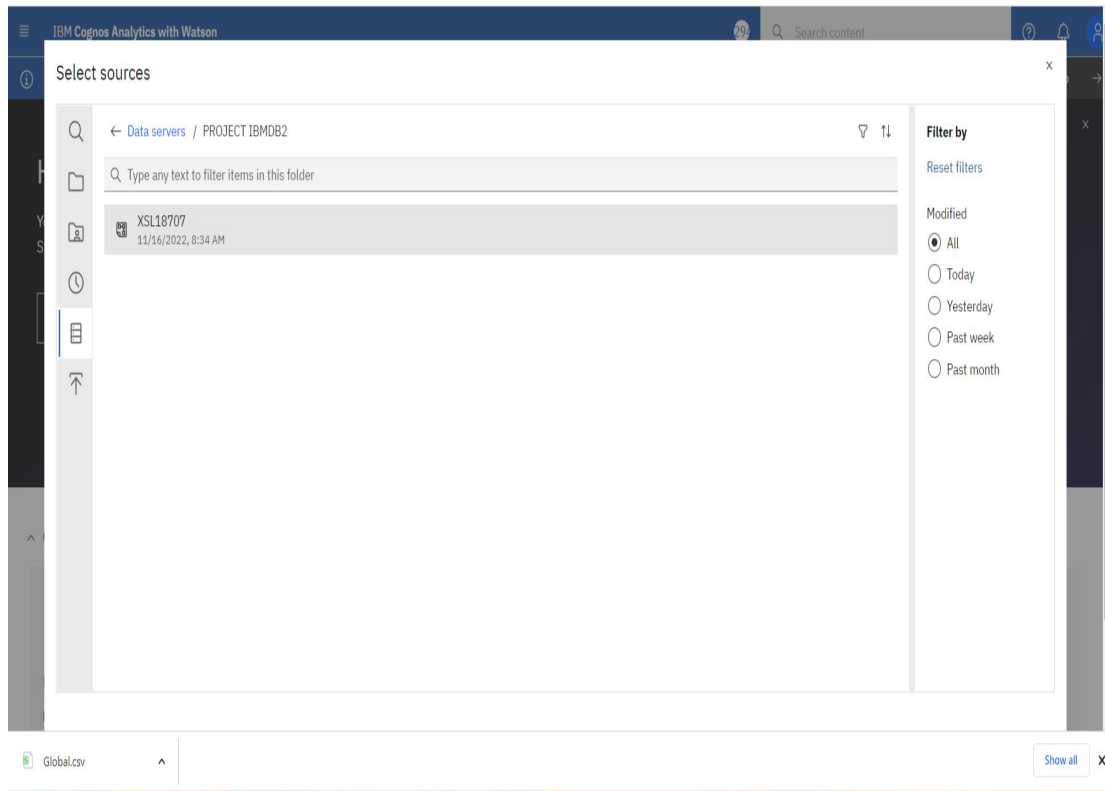 IBM Cognos Analytics with Watson
294
Search content
Select sources
x
Data servers / PROJECT IBMDB2
Filter by
Type any text to filter items in this folder
Reset filters
XSL18707
11/16/2022, 8:34 AM
Modified
All
Today
Yesterday
Past week
Past month
Global.csv
Show all